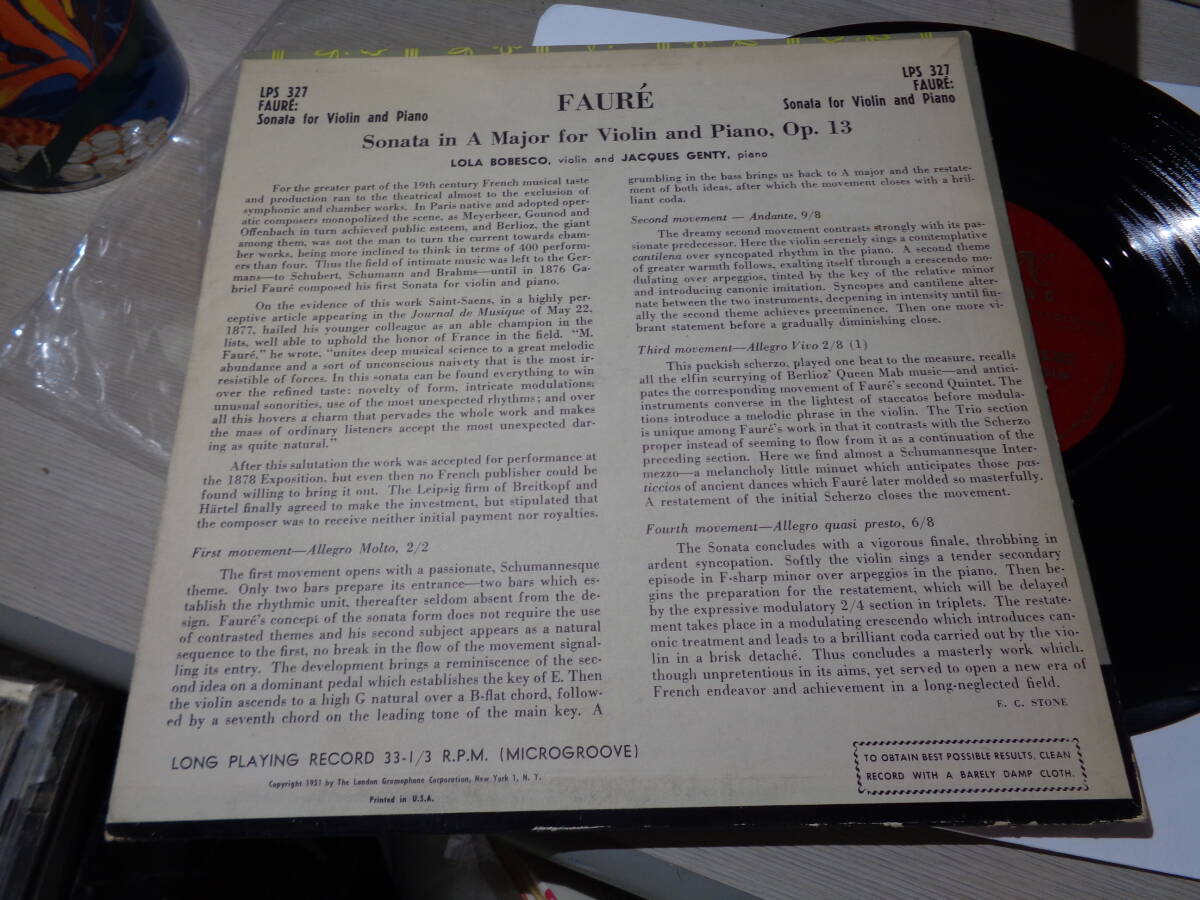 LPS 327
FAURÉ:
Sonata for Violin and Piano
FAURÉ
LPS 327
FAURÉ:
Sonata for Violin and Piano
Sonata in A Major for Violin and Piano, Op. 13
LOLA BOBESCO, violin and JACQUES GENTY, piano
For the greater part of the 19th century French musical taste
and production ran to the theatrical almost to the exclusion of
symphonic and chamber works. In Paris native and adopted oper-
atic composers monopolized the scene, as Meyerbeer, Gounod and
Offenbach in turn achieved public esteem, and Berlioz, the giant
among them, was not the man to turn the current towards cham-
ber works, being more inclined to think in terms of 400 perform-
ers than four. Thus the field of intimate music was left to the Ger-
mans—to Schubert, Schumann and Brahms—until in 1876 Ga-
briel Fauré composed his first Sonata for violin and piano.
On the evidence of this work Saint-Saens, in a highly per-
ceptive article appearing in the Journal de Musique of May 22,
1877, hailed his younger colleague as an able champion in the
lists, well able to uphold the honor of France in the field. "M.
Fauré," he wrote, "unites deep musical science to a great melodic
abundance and a sort of unconscious naivety that is the most ir-
resistible of forces. In this sonata can be found everything to win
over the refined taste: novelty of form, intricate modulations;
unusual sonorities, use of the most unexpected rhythms; and over
all this hovers a charm that pervades the whole work and makes
the mass of ordinary listeners accept the most unexpected dar-
ing as quite natural."
After this salutation the work was accepted for performance at
the 1878 Exposition, but even then no French publisher could be
found willing to bring it out. The Leipsig firm of Breitkopf and
Härtel finally agreed to make the investment, but stipulated that
the composer was to receive neither initial payment nor royalties.
First movement—Allegro Molto, 2/2
The first movement opens with a passionate, Schumannesque
theme. Only two bars prepare its entrance—two bars which es-
tablish the rhythmic unit, thereafter seldom absent from the de-
sign. Fauré's concept of the sonata form does not require the use
of contrasted themes and his second subject appears as a natural
sequence to the first, no break in the flow of the movement signal-
ling its entry. The development brings a reminiscence of the sec-
ond idea on a dominant pedal which establishes the key of E. Then
the violin ascends to a high G natural over a B-flat chord, follow-
ed by a seventh chord on the leading tone of the main key. A
grumbling in the bass brings us back to A major and the restate-
ment of both ideas, after which the movement closes with a bril-
liant coda.
Second movement — Andante, 9/8
The dreamy second movement contrasts strongly with its pas-
sionate predecessor. Here the violin serenely sings a comtemplative
cantilena over syncopated rhythm in the piano. A second theme
of greater warmth follows, exalting itself through a crescendo mo-
dulating over arpeggios, tinted by the key of the relative minor
and introducing canonic imitation. Syncopes and cantilene alter-
nate between the two instruments, deepening in intensity until fin-
ally the second theme achieves preeminence. Then one more vi-
brant statement before a gradually diminishing close.
Third movement—Allegro Vivo 2/8 (1)
This puckish scherzo, played one beat to the measure, recalls
all the elfin scurrying of Berlioz' Queen Mab music—and antici-
pates the corresponding movement of Fauré's second Quintet. The
instruments converse in the lightest of staccatos before modula-
tions introduce a melodic phrase in the violin. The Trio section
is unique among Fauré's work in that it contrasts with the Scherzo
proper instead of seeming to flow from it as a continuation of the
preceding section. Here we find almost a Schumannesque Inter-
mezzo—a melancholy little minuet which anticipates those pas-
ticcios of ancient dances which Fauré later molded so masterfully.
A restatement of the initial Scherzo closes the movement.
Fourth movement—Allegro quasi presto, 6/8
The Sonata concludes with a vigorous finale, throbbing in
ardent syncopation. Softly the violin sings a tender secondary
episode in F-sharp minor over arpeggios in the piano. Then be-
gins the preparation for the restatement, which will be delayed
by the expressive modulatory 2/4 section in triplets. The restate-
ment takes place in a modulating crescendo which introduces can-
onic treatment and leads to a brilliant coda carried out by the vio-
lin in a brisk detaché. Thus concludes a masterly work which,
though unpretentious in its aims, yet served to open a new era of
French endeavor and achievement in a long-neglected field.
E. C. STONE
LONG PLAYING RECORD 33-1/3 R.P.M. (MICROGROOVE)
Copyright 1951 by The London Gramophone Corporation, New York 1, N. Y.
Printed in U.S.A.
TO OBTAIN BEST POSSIBLE RESULTS, CLEAN
RECORD WITH A BARELY DAMP CLOTH.